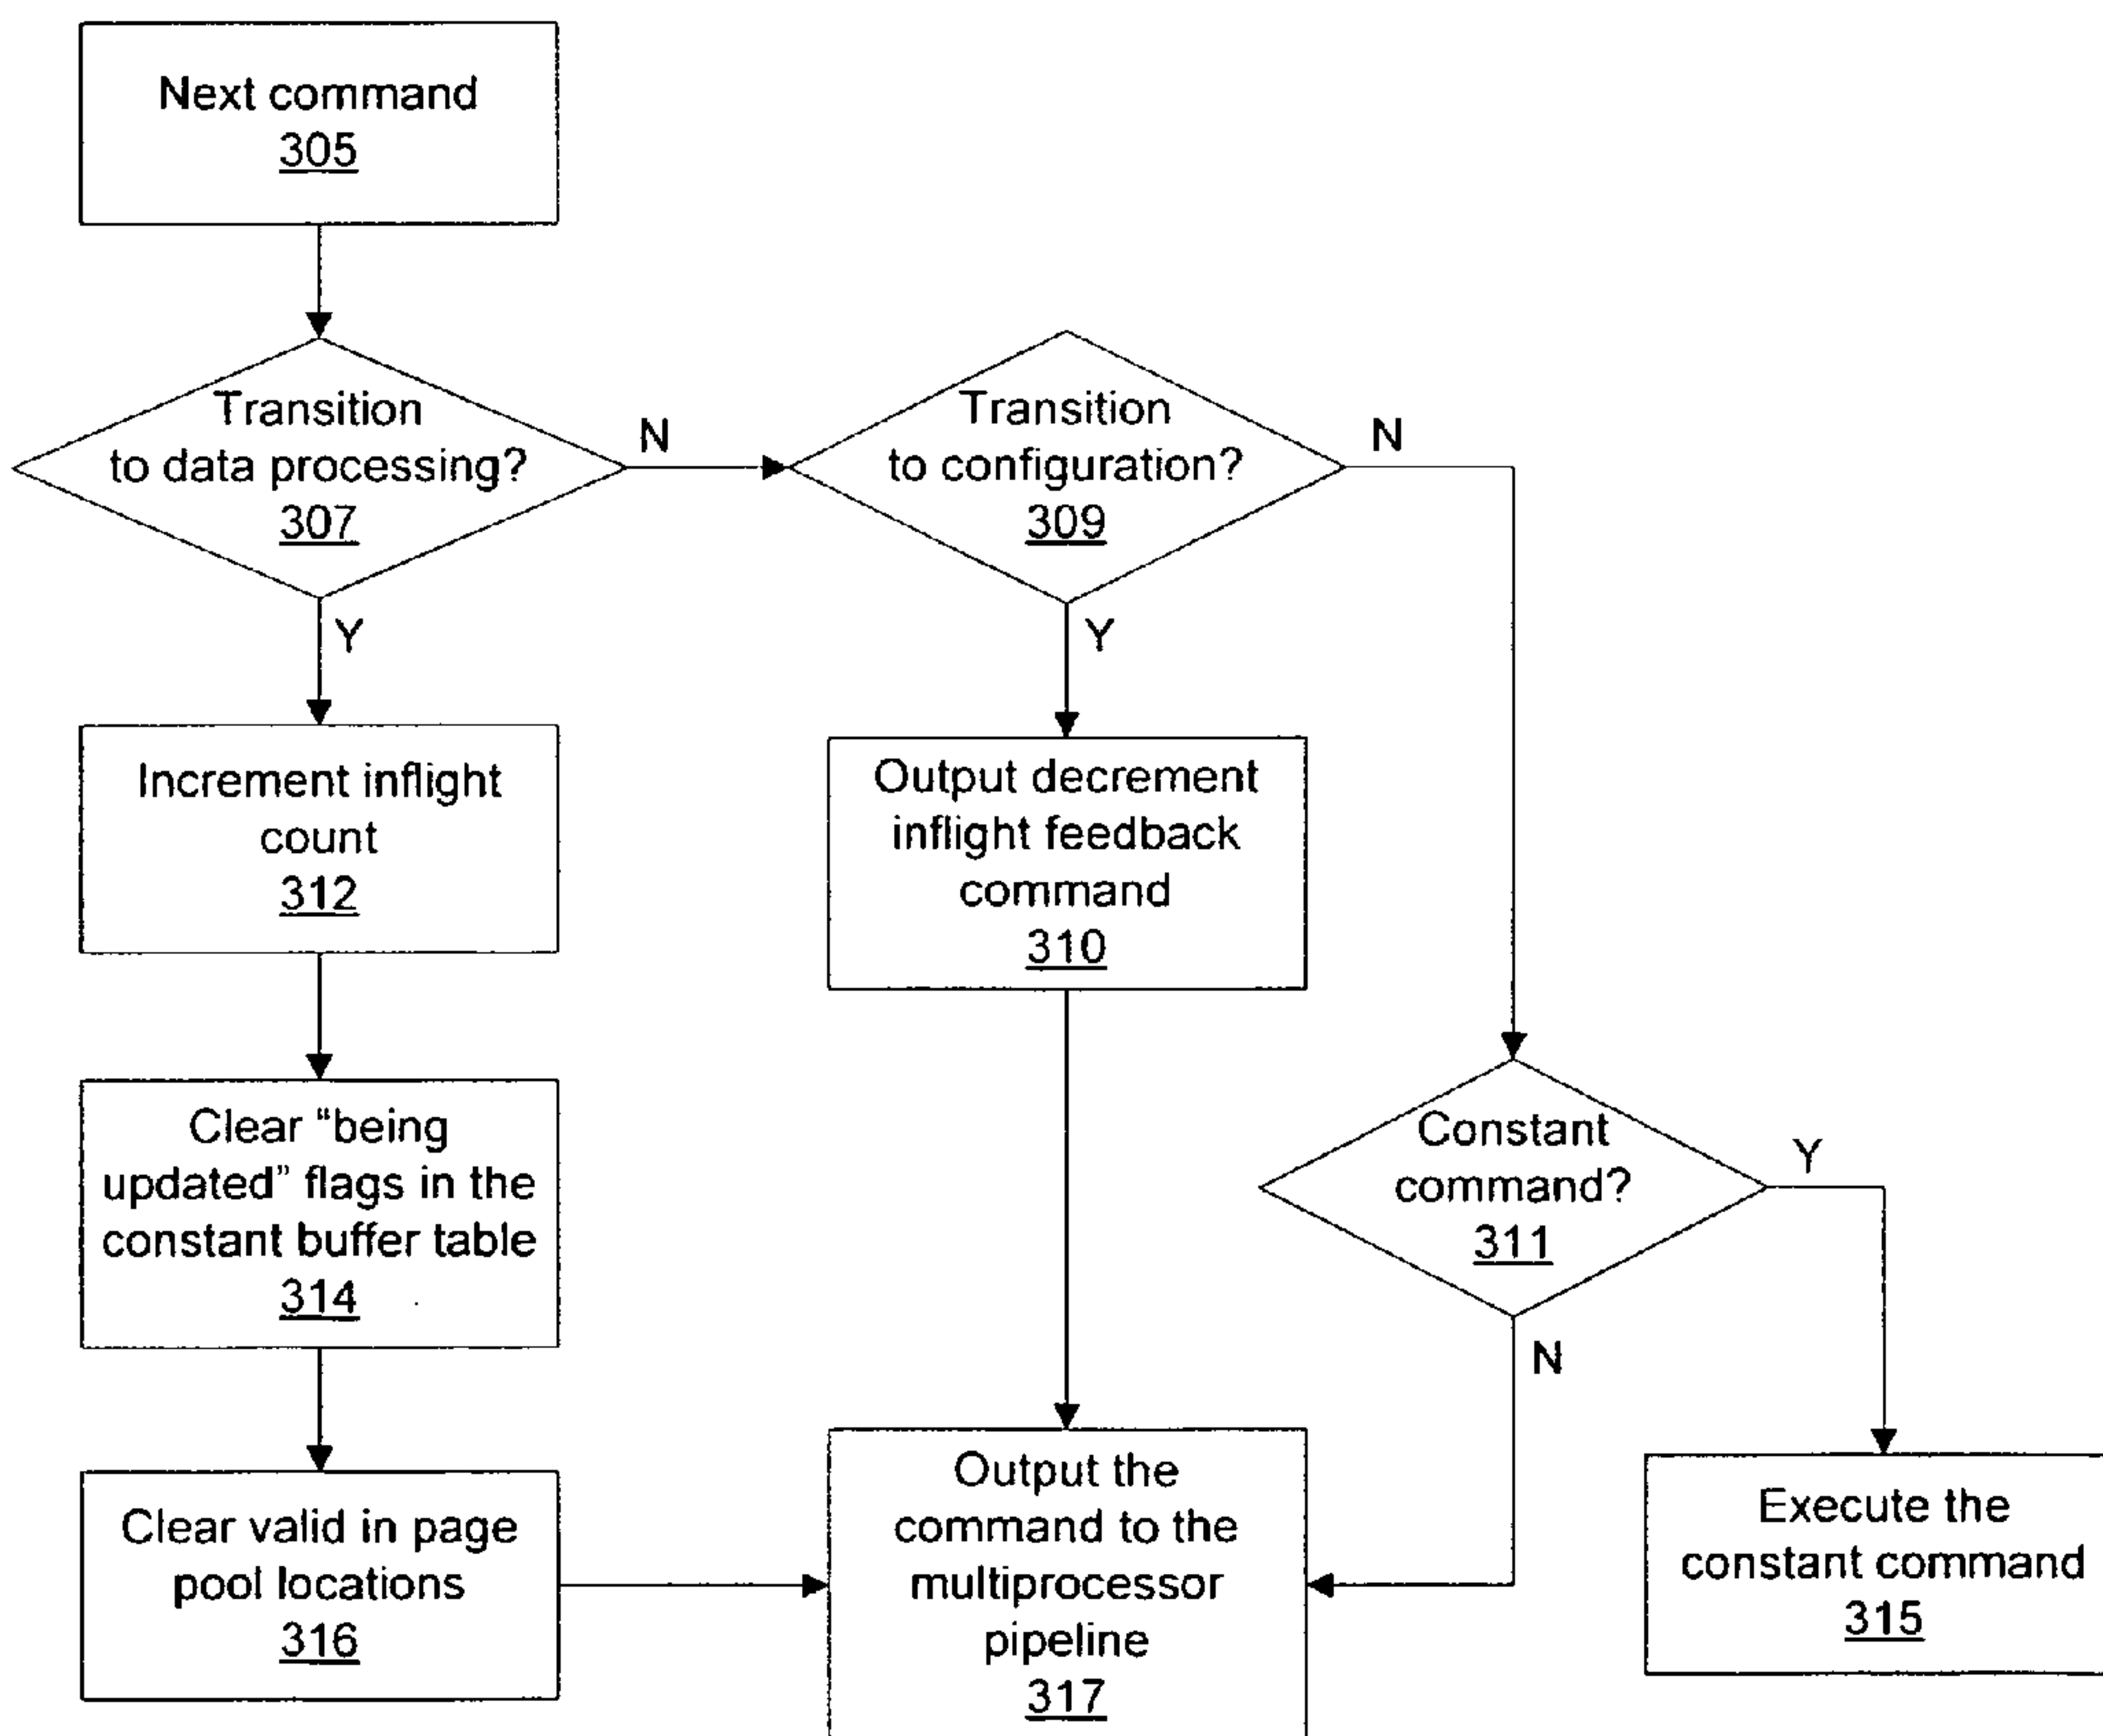 Next command
305
Transition
to data processing?
307
N
Transition
to configuration?
309
N
Y
Y
Increment inflight
count
312
Output decrement
inflight feedback
command
310
Clear “being
updated” flags in the
constant buffer table
314
Constant
command?
311
Y
N
Clear valid in page
pool locations
316
Output the
command to the
multiprocessor
pipeline
317
Execute the
constant command
315